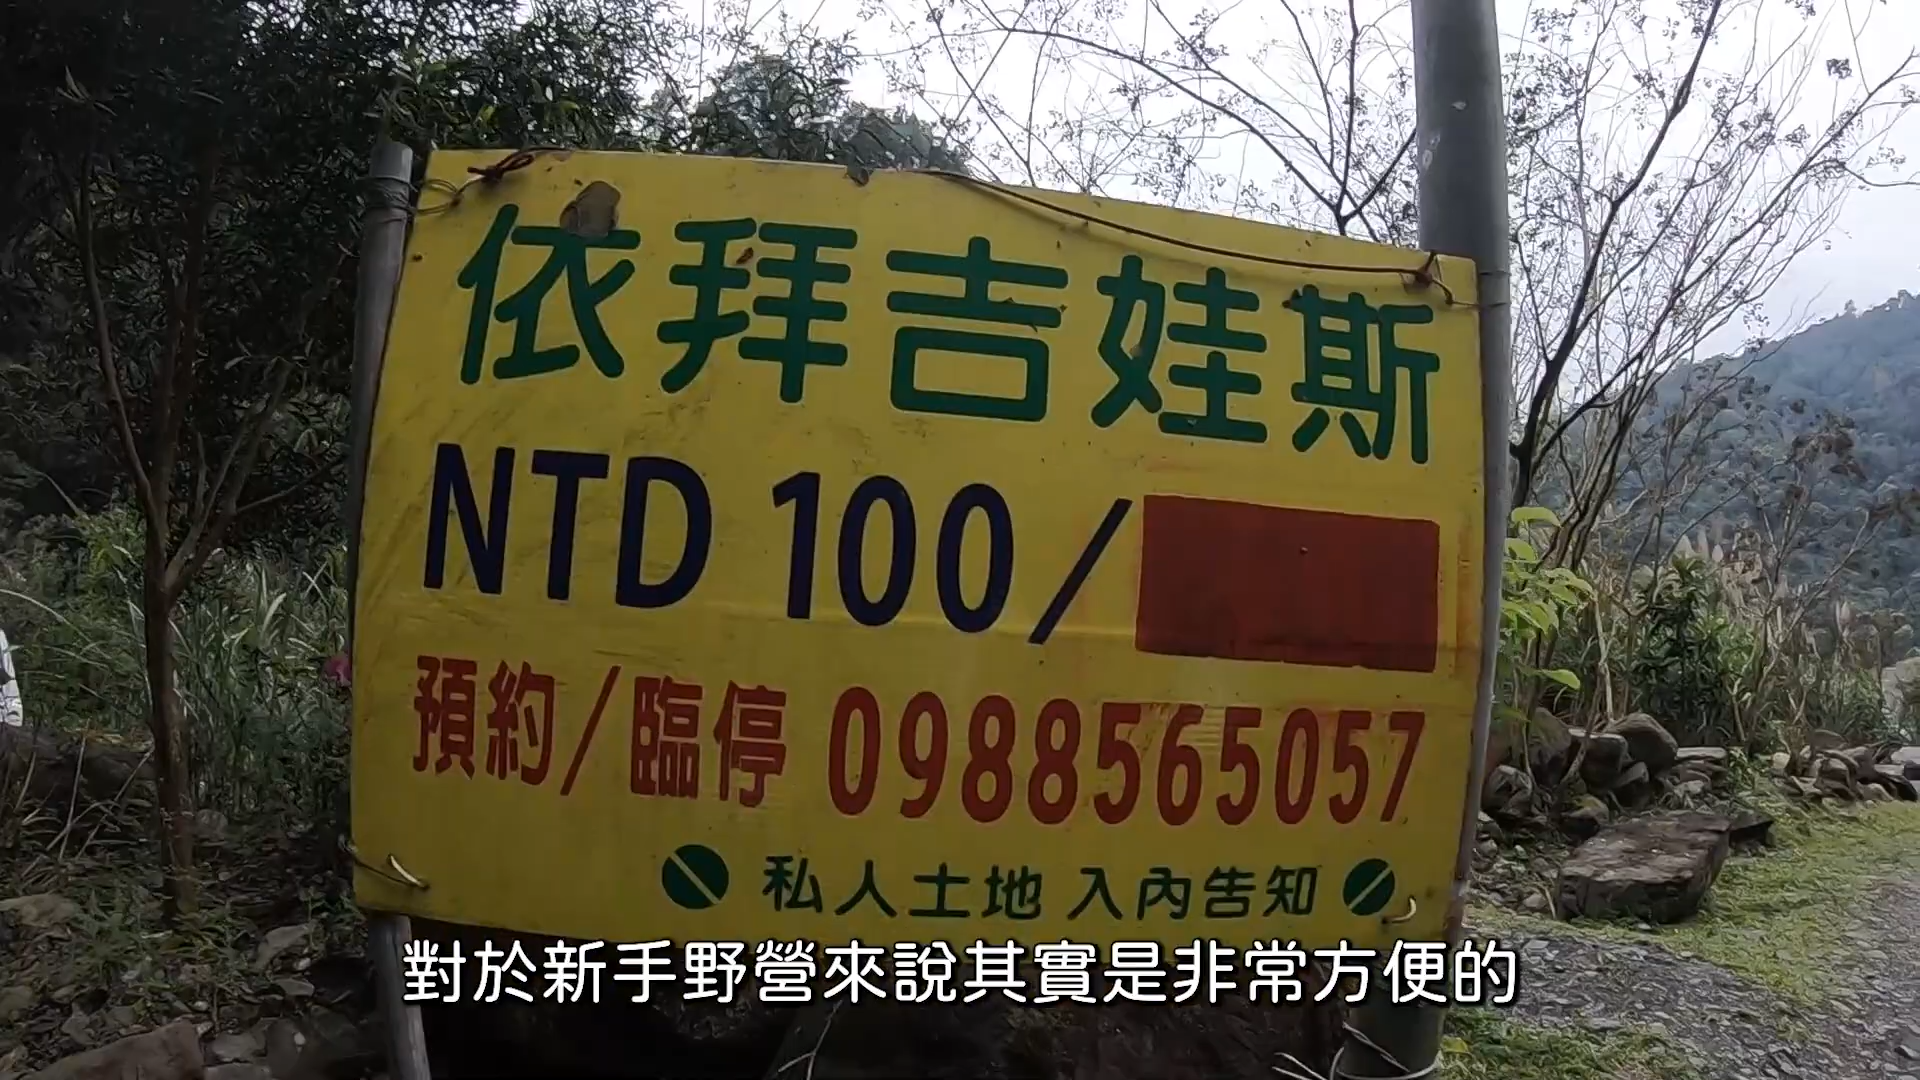 依拜吉娃斯
NTD 100/
預約/臨停 0988565057
私人土地 入內告知
對於新手野營來說其實是非常方便的